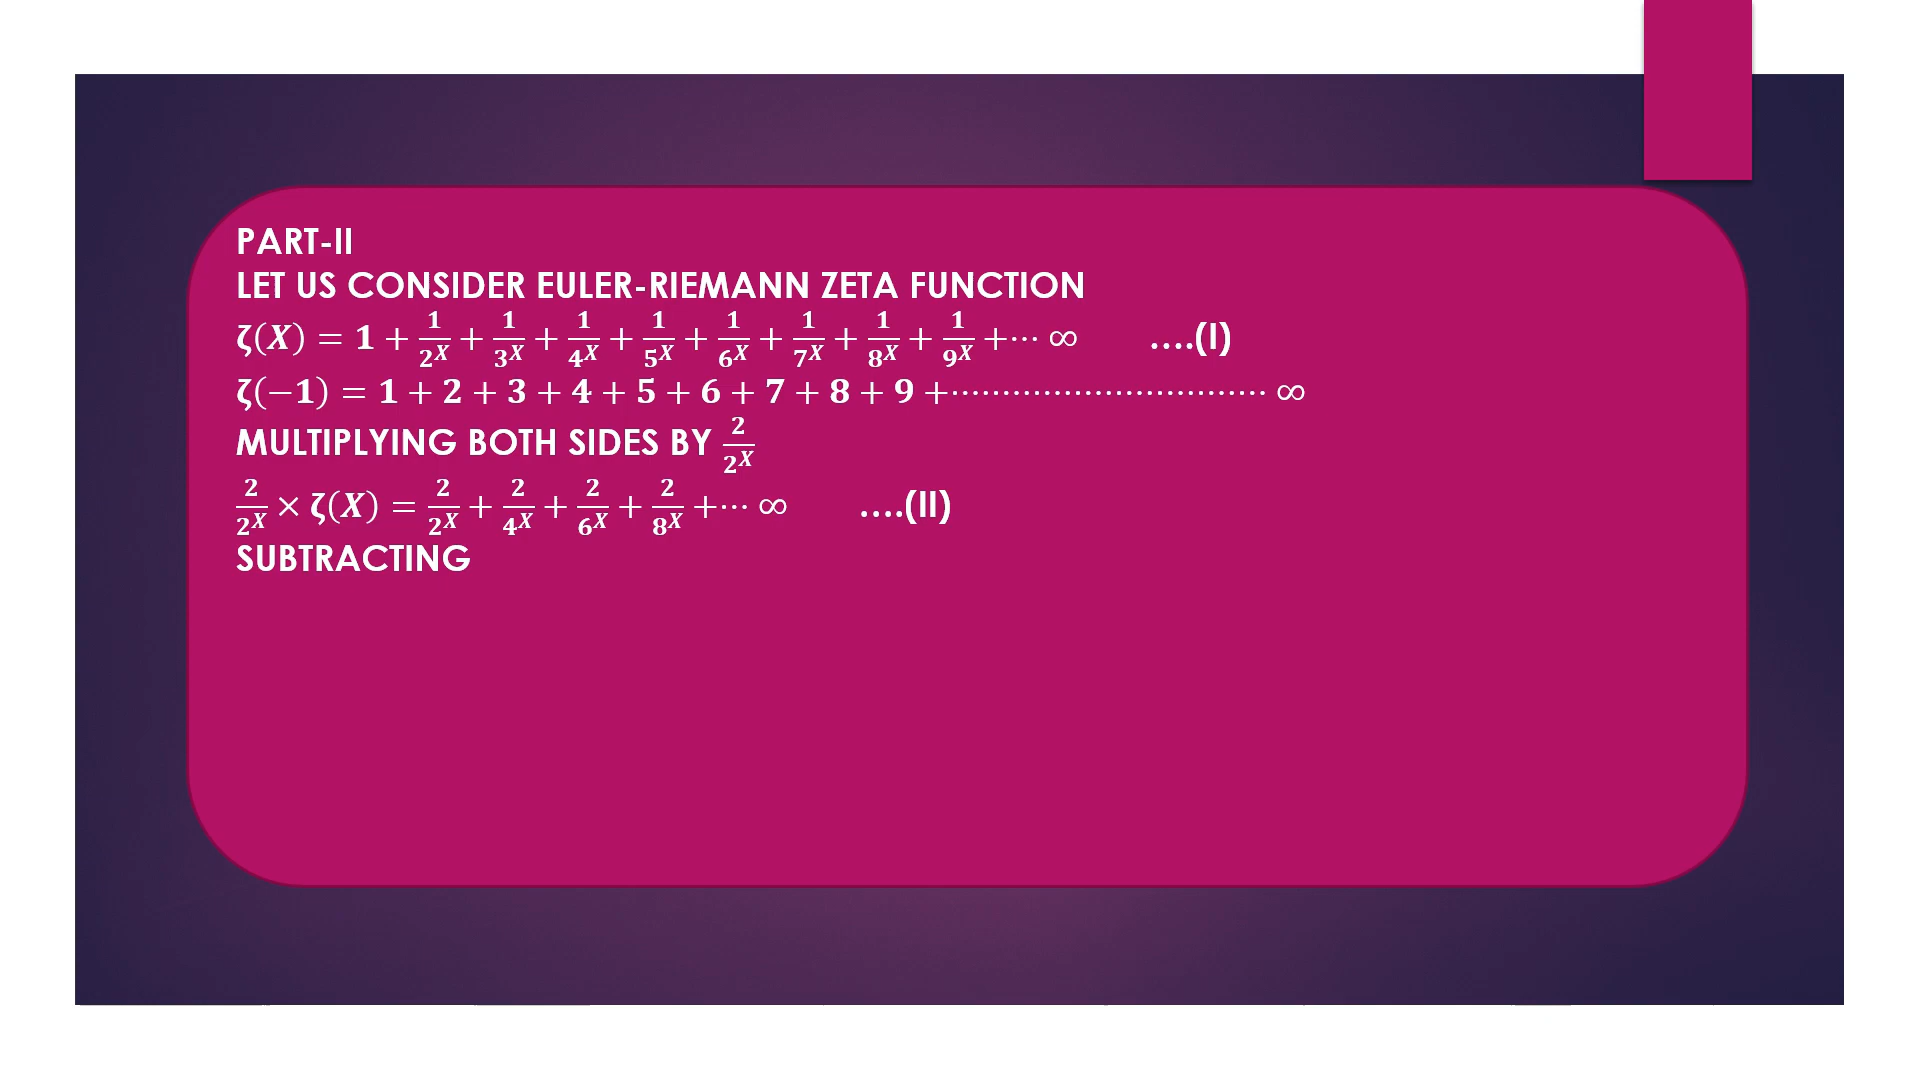 PART-II
LET US CONSIDER EULER-RIEMANN ZETA FUNCTION
ζ(X) = 1 + 1/2^X + 1/3^X + 1/4^X + 1/5^X + 1/6^X + 1/7^X + 1/8^X + 1/9^X +⋯ ∞ ….(I)
ζ(−1) = 1 + 2 + 3 + 4 + 5 + 6 + 7 + 8 + 9 +⋯⋯⋯⋯⋯⋯⋯⋯⋯⋯ ∞
MULTIPLYING BOTH SIDES BY 2/2^X
2/2^X × ζ(X) = 2/2^X + 2/4^X + 2/6^X + 2/8^X +⋯ ∞ ….(II)
SUBTRACTING